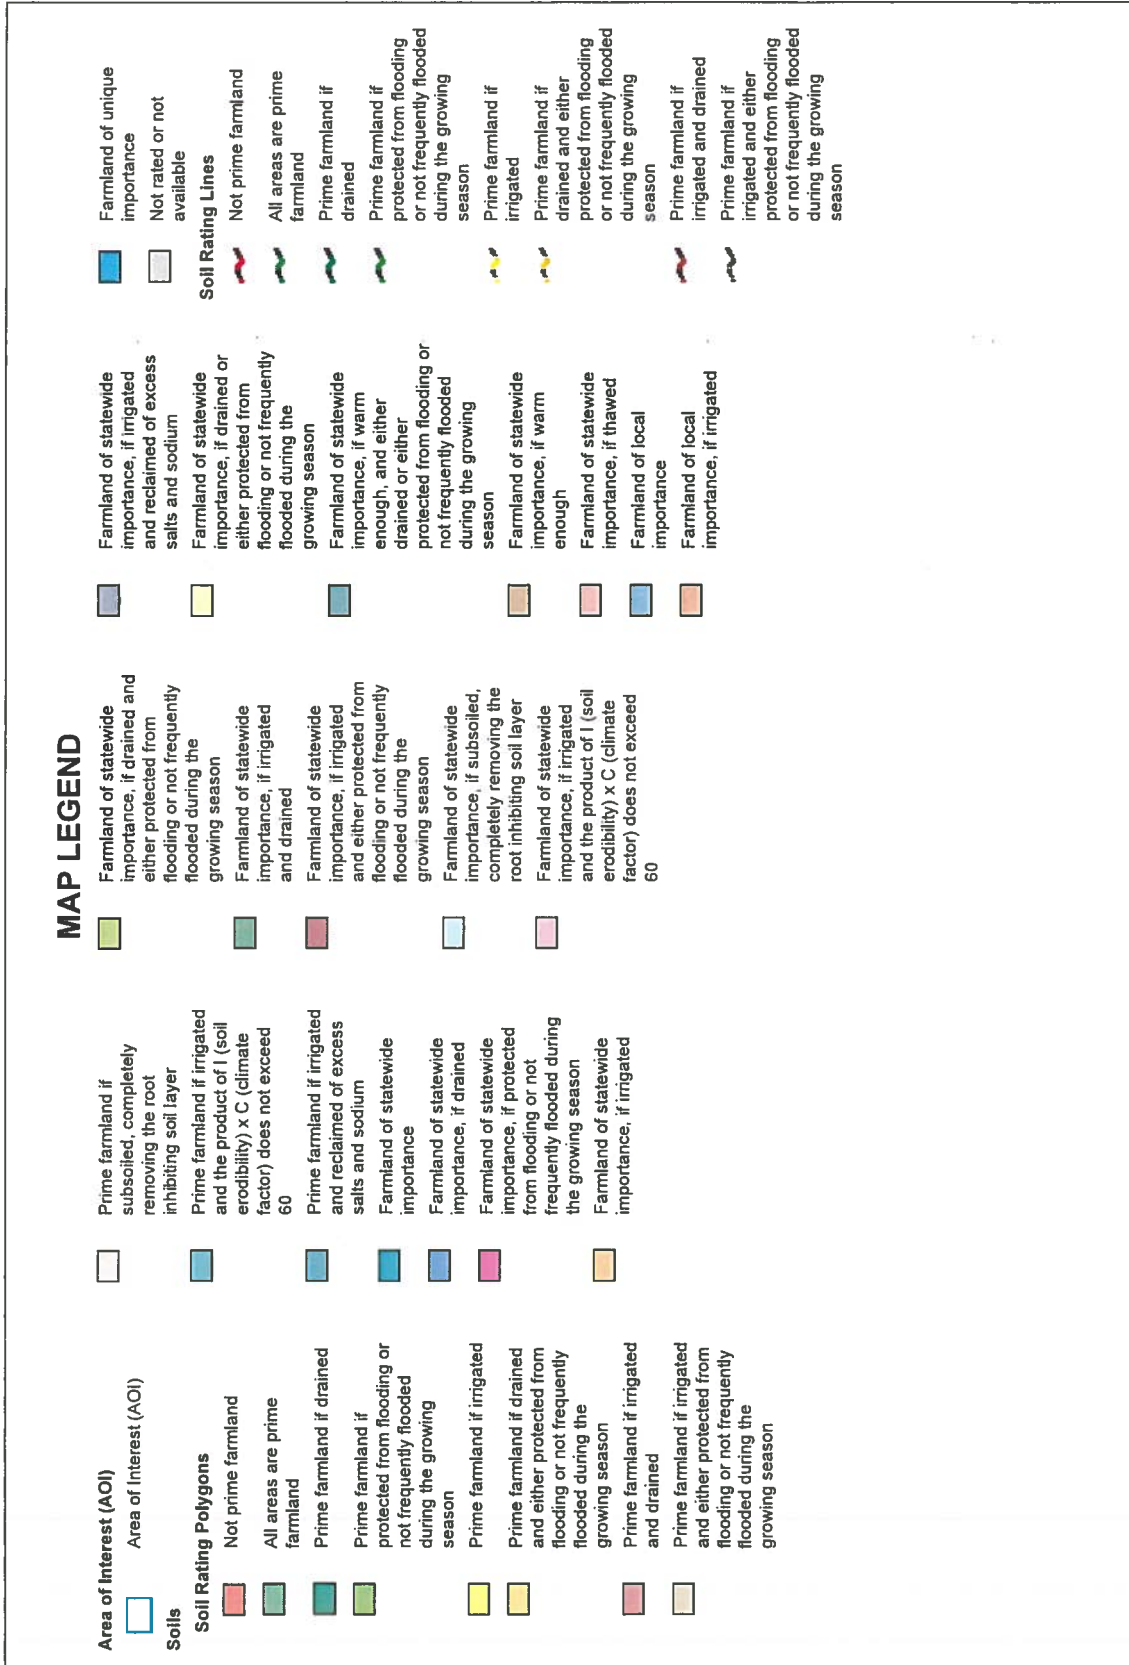 MAP LEGEND
Area of Interest (AOI)
Area of Interest (AOI)
Soils
Soil Rating Polygons
Not prime farmland
All areas are prime
farmland
Prime farmland if drained
Prime farmland if
protected from flooding or
not frequently flooded
during the growing
season
Prime farmland if irrigated
Prime farmland if drained
and either protected from
flooding or not frequently
flooded during the
growing season
Prime farmland if irrigated
and drained
Prime farmland if irrigated
and either protected from
flooding or not frequently
flooded during the
growing season
Prime farmland if
subsoiled, completely
removing the root
inhibiting soil layer
Prime farmland if irrigated
and the product of I (soil
erodibility) x C (climate
factor) does not exceed
60
Prime farmland if irrigated
and reclaimed of excess
salts and sodium
Farmland of statewide
importance
Farmland of statewide
importance, if drained
Farmland of statewide
importance, if protected
from flooding or not
frequently flooded during
the growing season
Farmland of statewide
importance, if irrigated
Farmland of statewide
importance, if drained and
either protected from
flooding or not frequently
flooded during the
growing season
Farmland of statewide
importance, if irrigated
and drained
Farmland of statewide
importance, if irrigated
and either protected from
flooding or not frequently
flooded during the
growing season
Farmland of statewide
importance, if subsoiled,
completely removing the
root inhibiting soil layer
Farmland of statewide
importance, if irrigated
and the product of I (soil
erodibility) x C (climate
factor) does not exceed
60
Farmland of statewide
importance, if irrigated
and reclaimed of excess
salts and sodium
Farmland of statewide
importance, if drained or
either protected from
flooding or not frequently
flooded during the
growing season
Farmland of statewide
importance, if warm
enough, and either
drained or either
protected from flooding or
not frequently flooded
during the growing
season
Farmland of statewide
importance, if warm
enough
Farmland of statewide
importance, if thawed
Farmland of local
importance
Farmland of local
importance, if irrigated
Farmland of unique
importance
Not rated or not
available
Soil Rating Lines
Not prime farmland
All areas are prime
farmland
Prime farmland if
drained
Prime farmland if
protected from flooding
or not frequently flooded
during the growing
season
Prime farmland if
irrigated
Prime farmland if
drained and either
protected from flooding
or not frequently flooded
during the growing
season
Prime farmland if
irrigated and drained
Prime farmland if
irrigated and either
protected from flooding
or not frequently flooded
during the growing
season